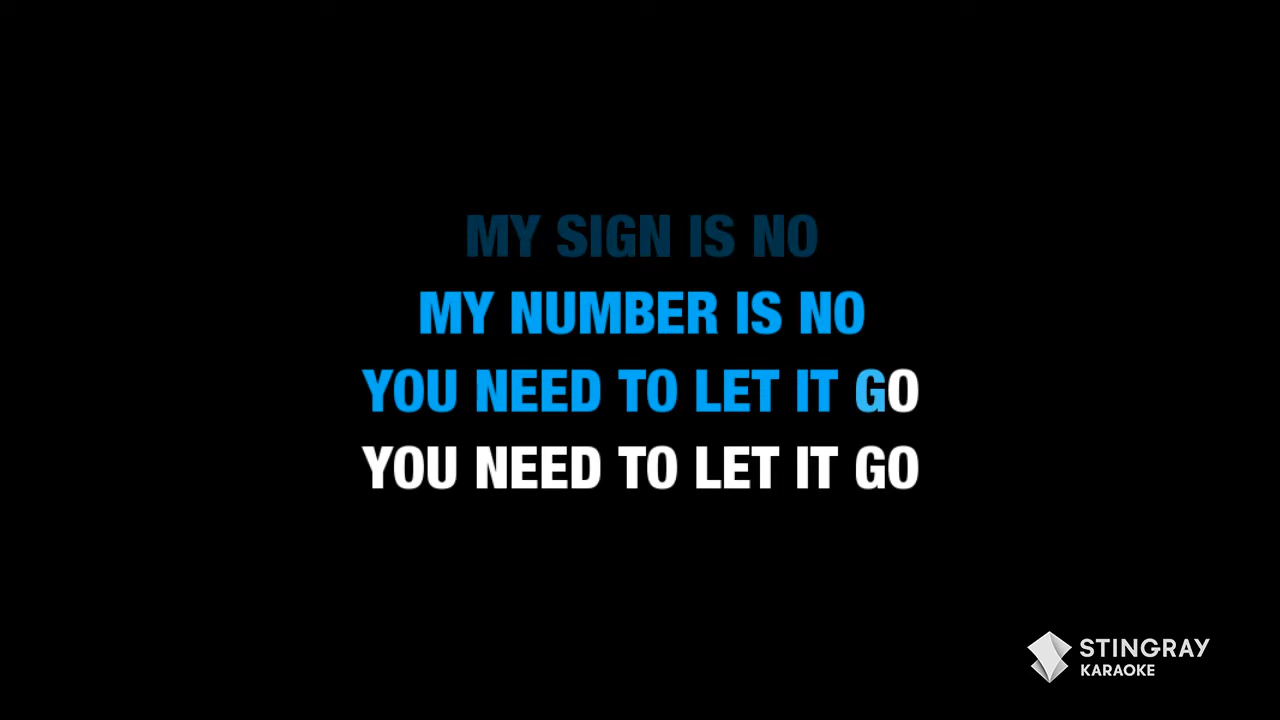 MY SIGN IS NO
MY NUMBER IS NO
YOU NEED TO LET IT GO
YOU NEED TO LET IT GO
STINGRAY
KARAOKE